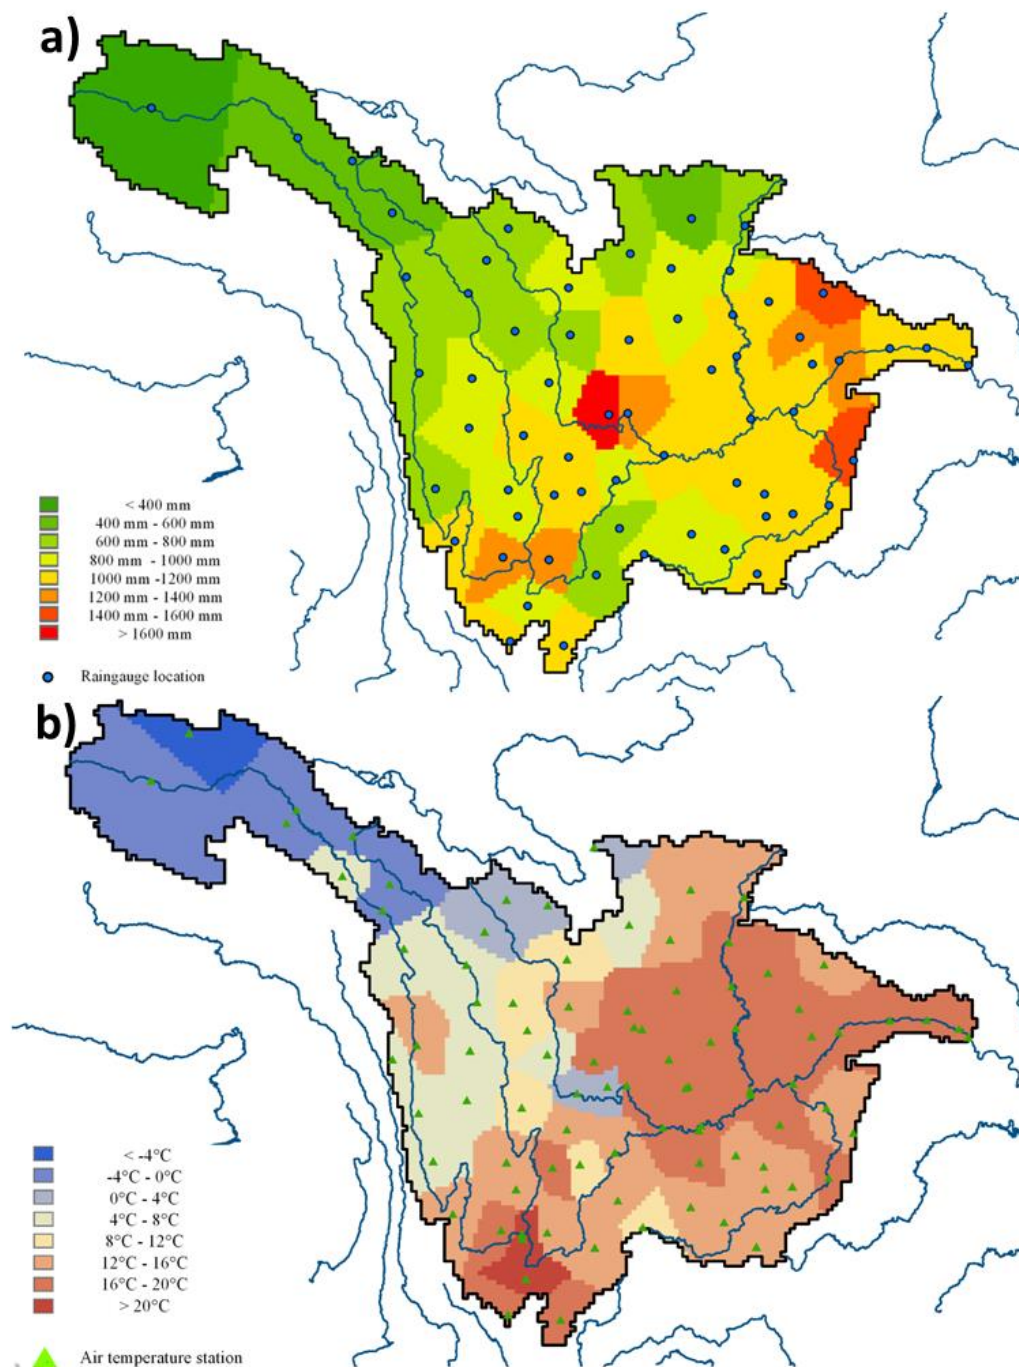 a)
< 400 mm
400 mm - 600 mm
600 mm - 800 mm
800 mm - 1000 mm
1000 mm -1200 mm
1200 mm - 1400 mm
1400 mm - 1600 mm
> 1600 mm
Raingauge location
b)
< -4°C
-4°C - 0°C
0°C - 4°C
4°C - 8°C
8°C - 12°C
12°C - 16°C
16°C - 20°C
> 20°C
Air temperature station